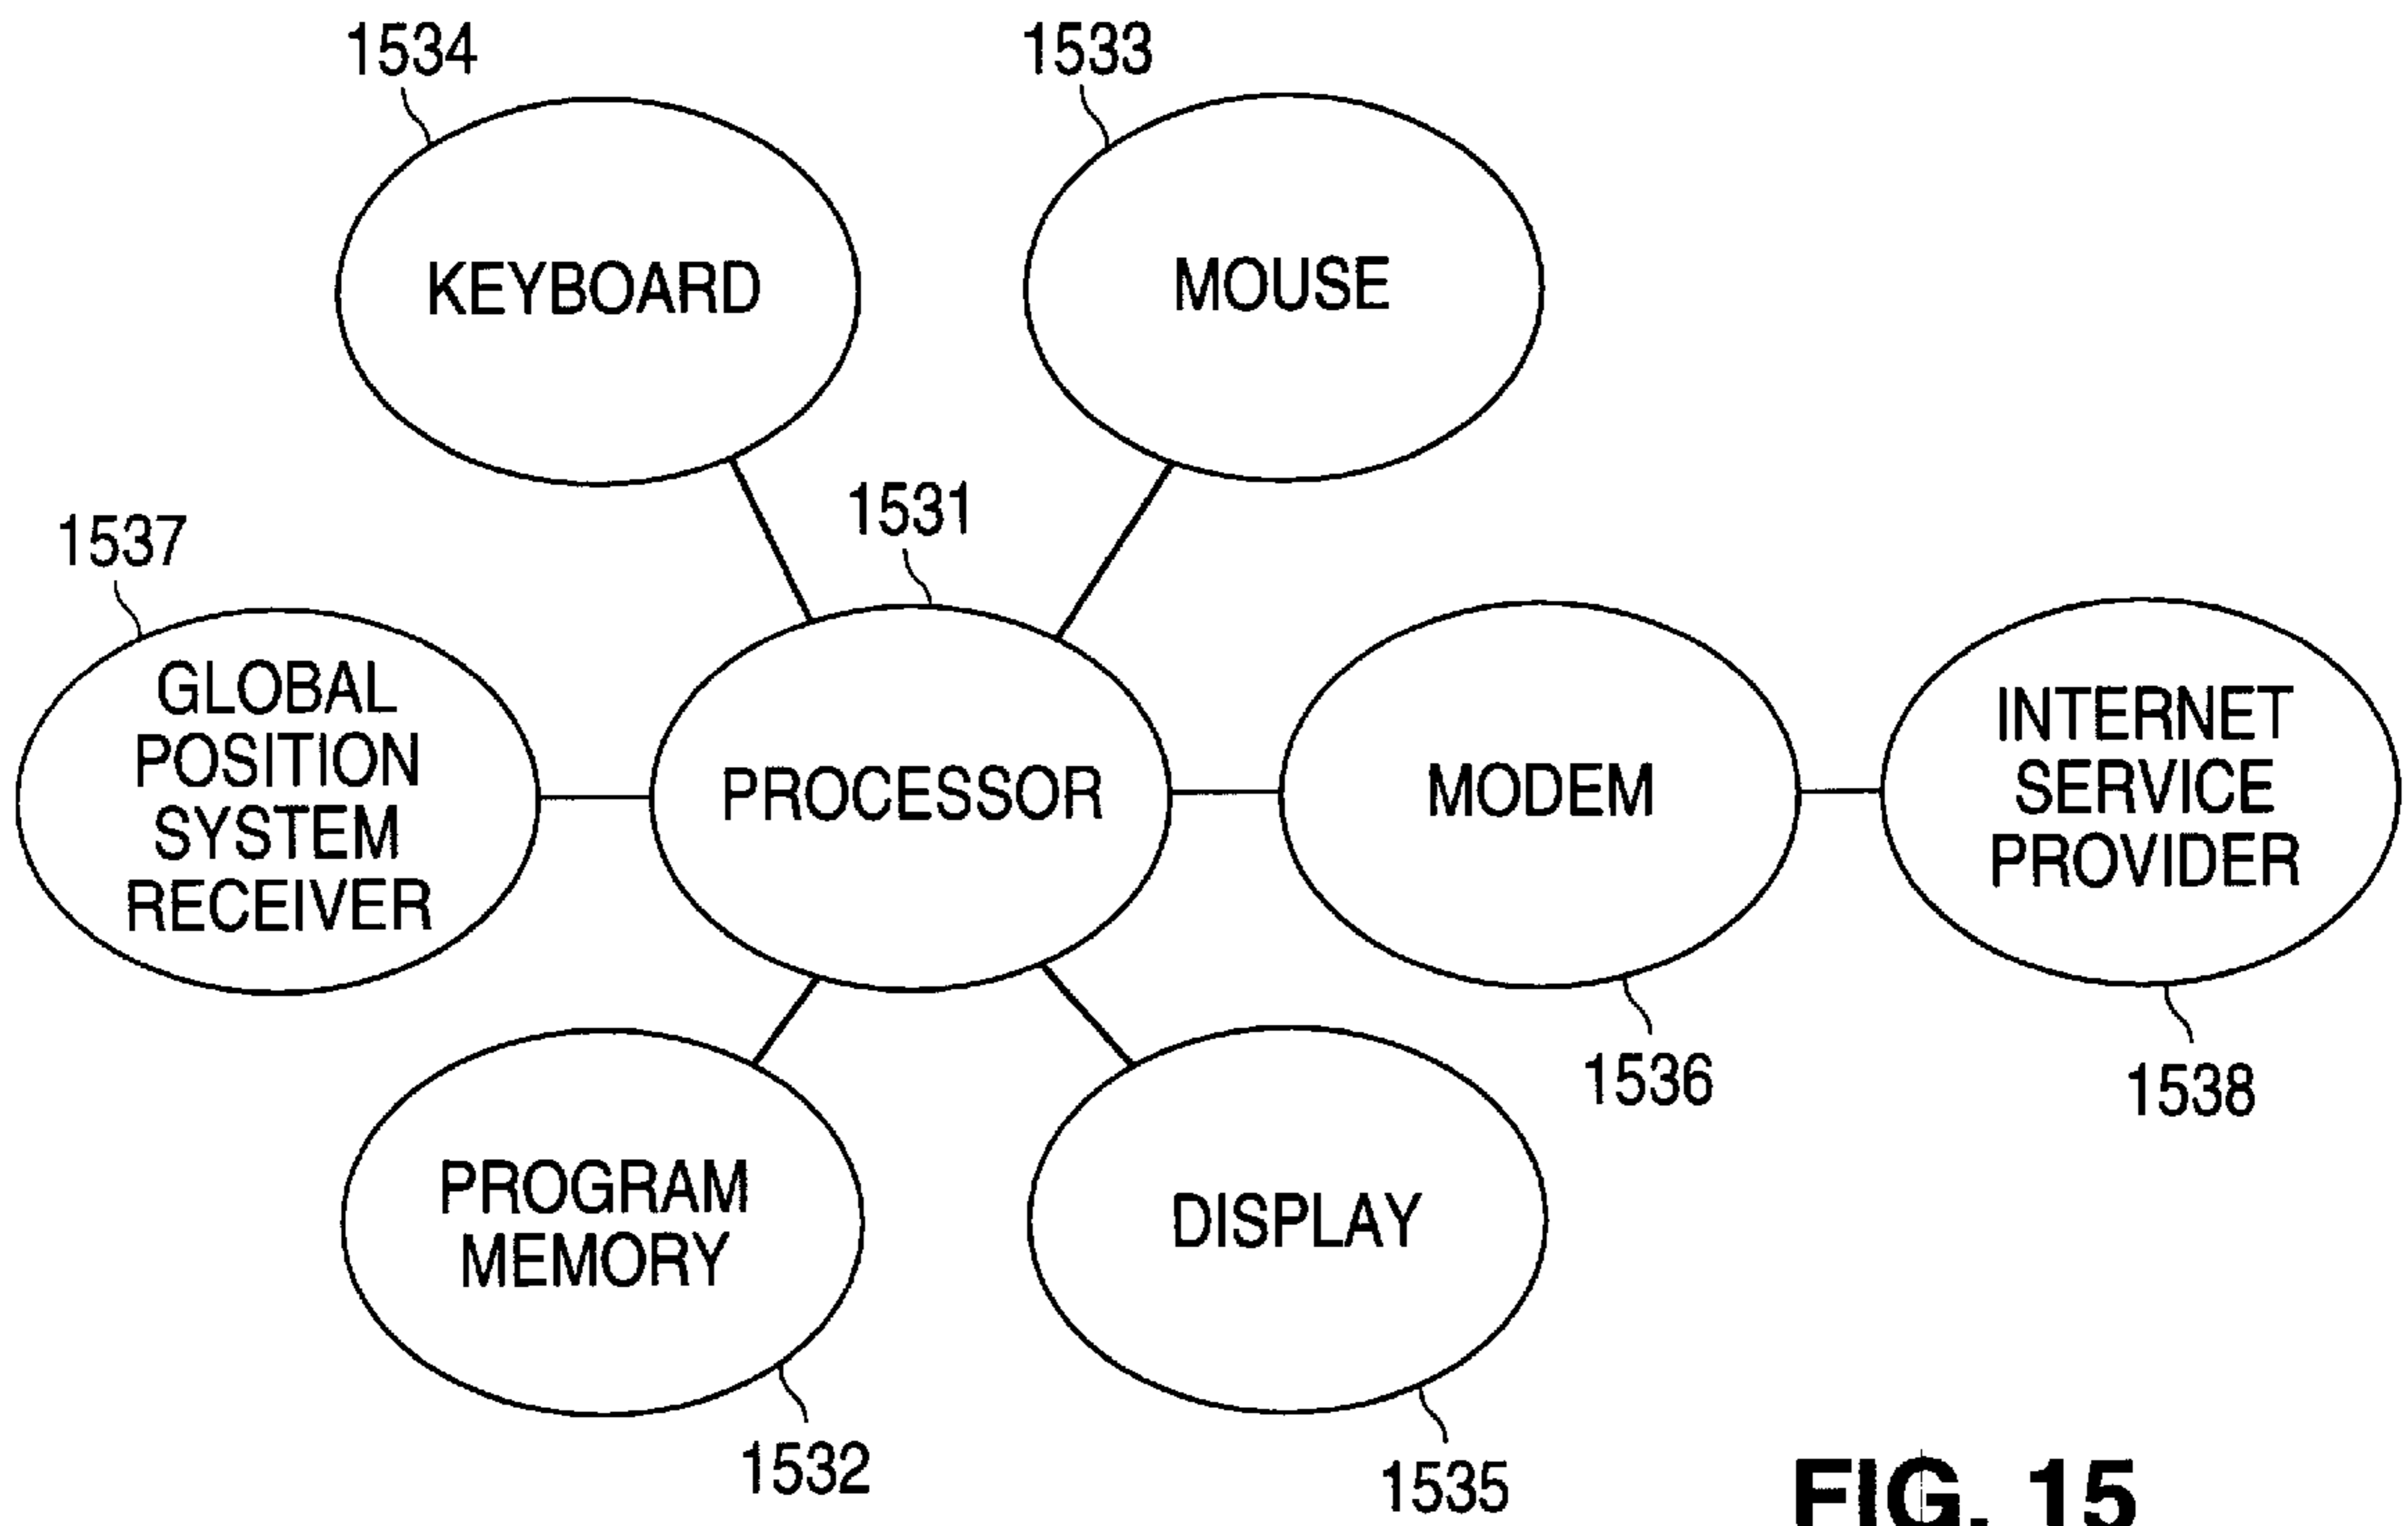 1534
1533
KEYBOARD
MOUSE
1531
1537
GLOBAL
POSITION
SYSTEM
RECEIVER
PROCESSOR
MODEM
INTERNET
SERVICE
PROVIDER
1536
1538
PROGRAM
MEMORY
DISPLAY
1532
1535
FIG. 15